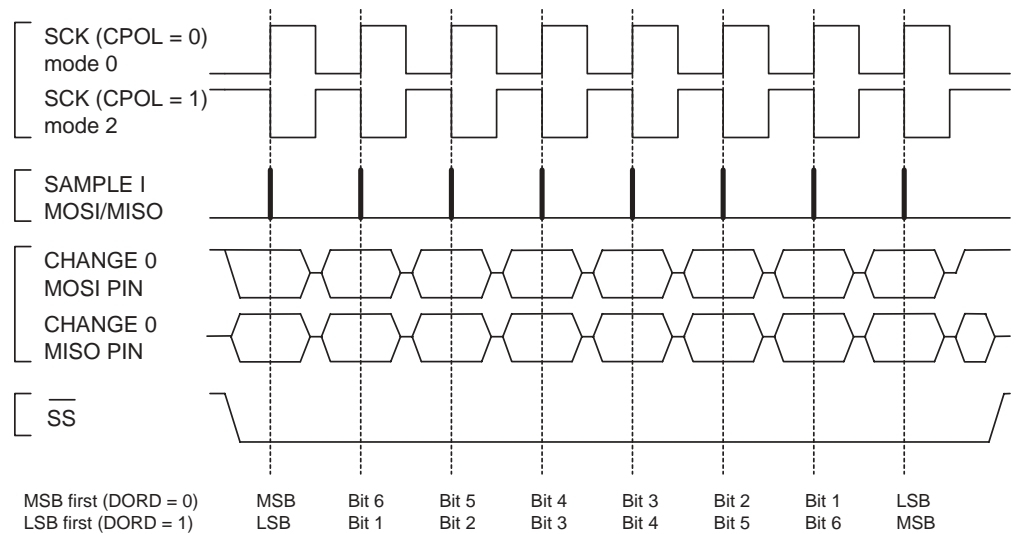 SCK (CPOL = 0)
mode 0
SCK (CPOL = 1)
mode 2
SAMPLE I
MOSI/MISO
CHANGE 0
MOSI PIN
CHANGE 0
MISO PIN
SS
MSB first (DORD = 0) MSB Bit 6 Bit 5 Bit 4 Bit 3 Bit 2 Bit 1 LSB
LSB first (DORD = 1) LSB Bit 1 Bit 2 Bit 3 Bit 4 Bit 5 Bit 6 MSB